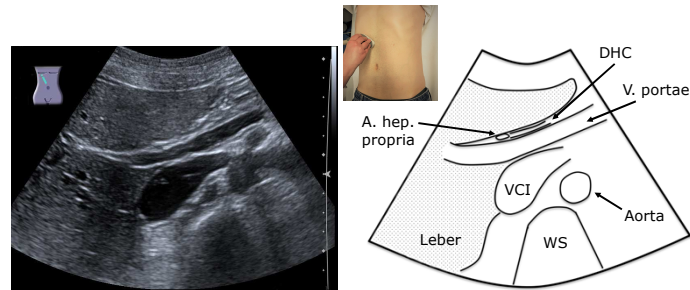 DHC
V. portae
A. hep.
propria
VCI
Aorta
Leber
WS